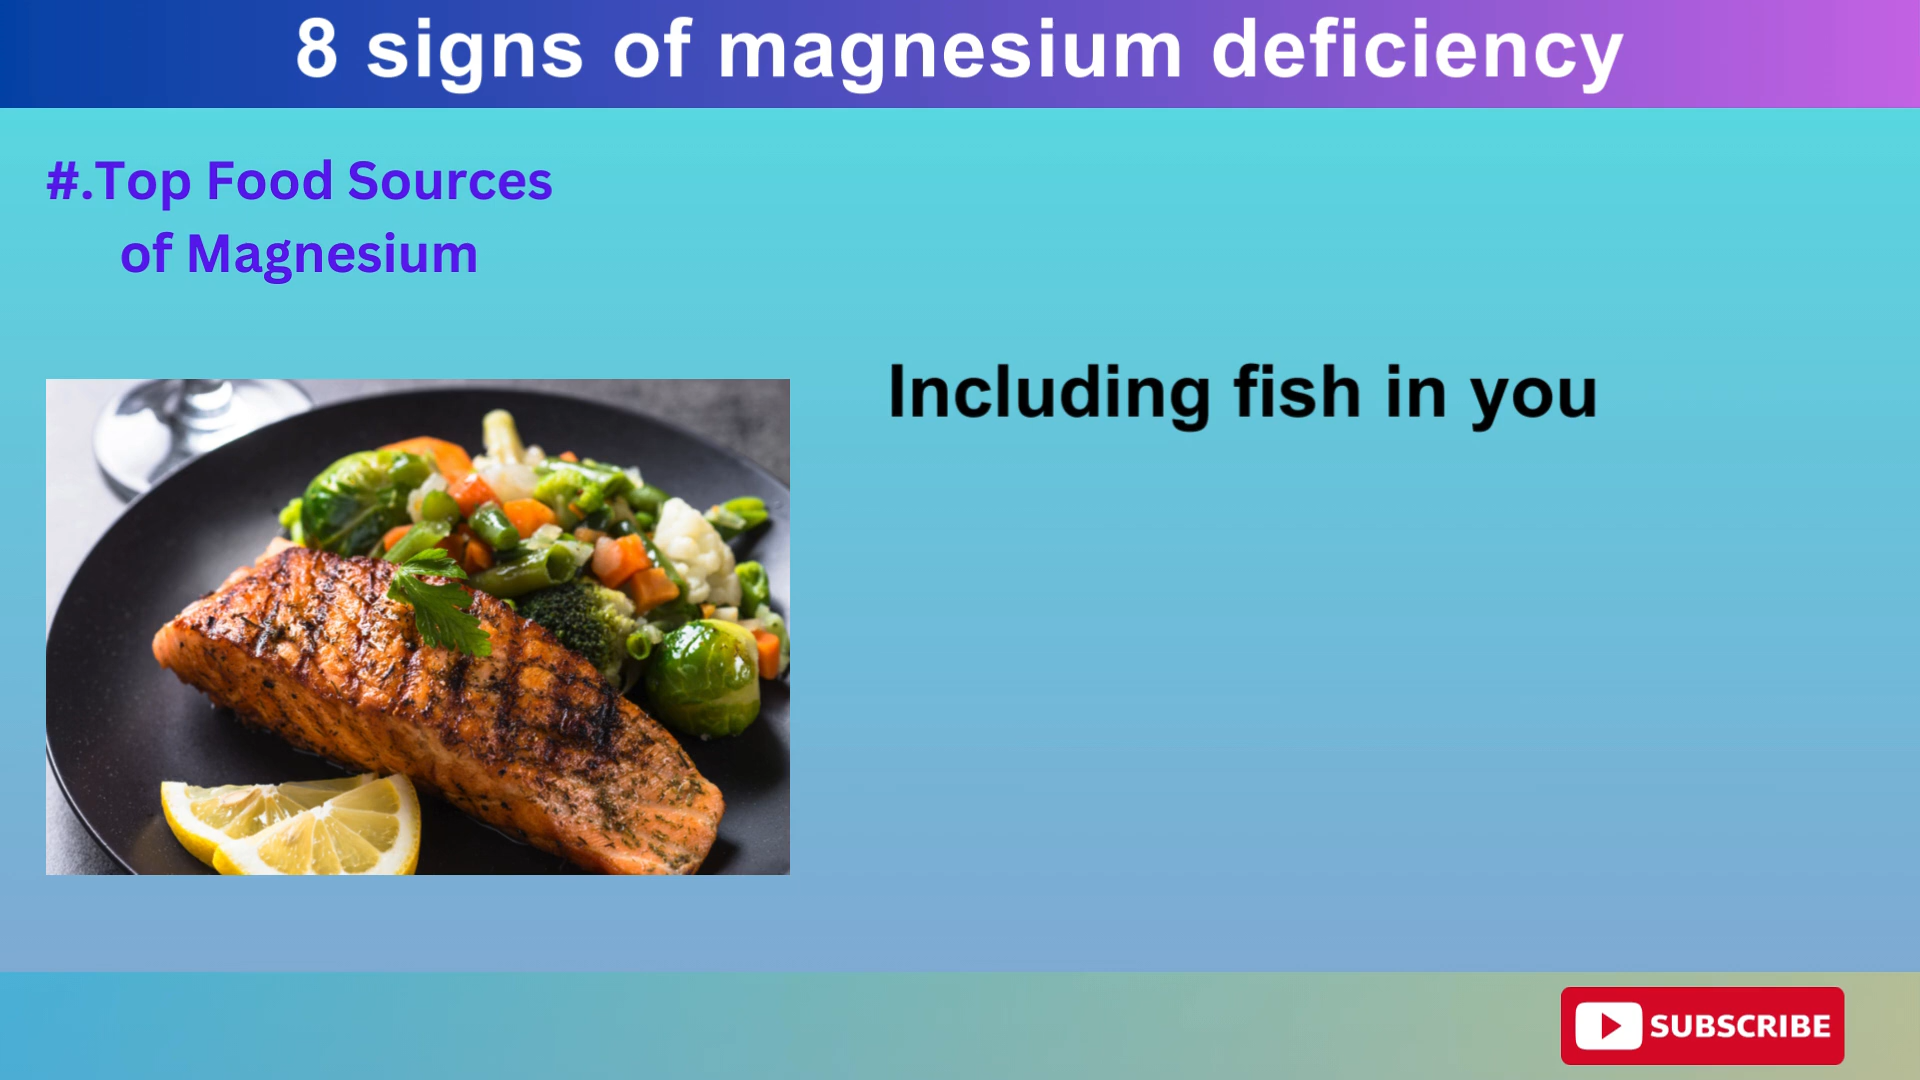 8 signs of magnesium deficiency
#.Top Food Sources
of Magnesium
Including fish in you
SUBSCRIBE